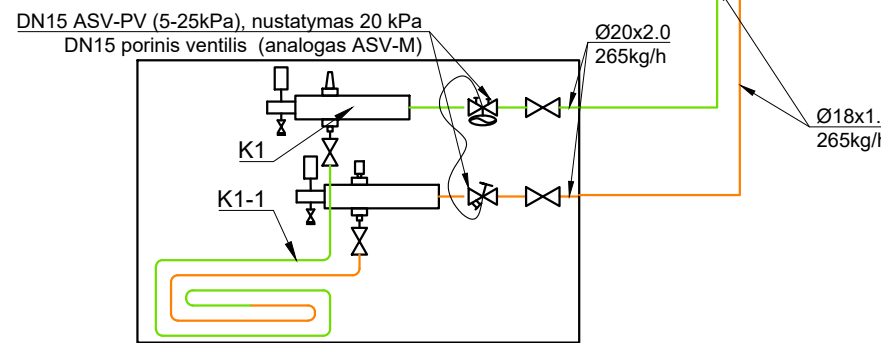 DN15 ASV-PV (5-25kPa), nustatymas 20 kPa
DN15 porinis ventilis (analogas ASV-M)
Ø20x2.0
265kg/h
Ø18x1.
265kg/h
K1
K1-1